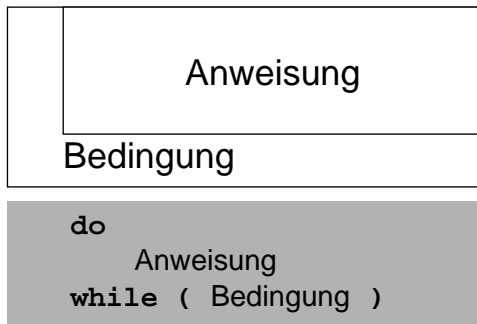 Anweisung
Bedingung
do
Anweisung
while ( Bedingung )